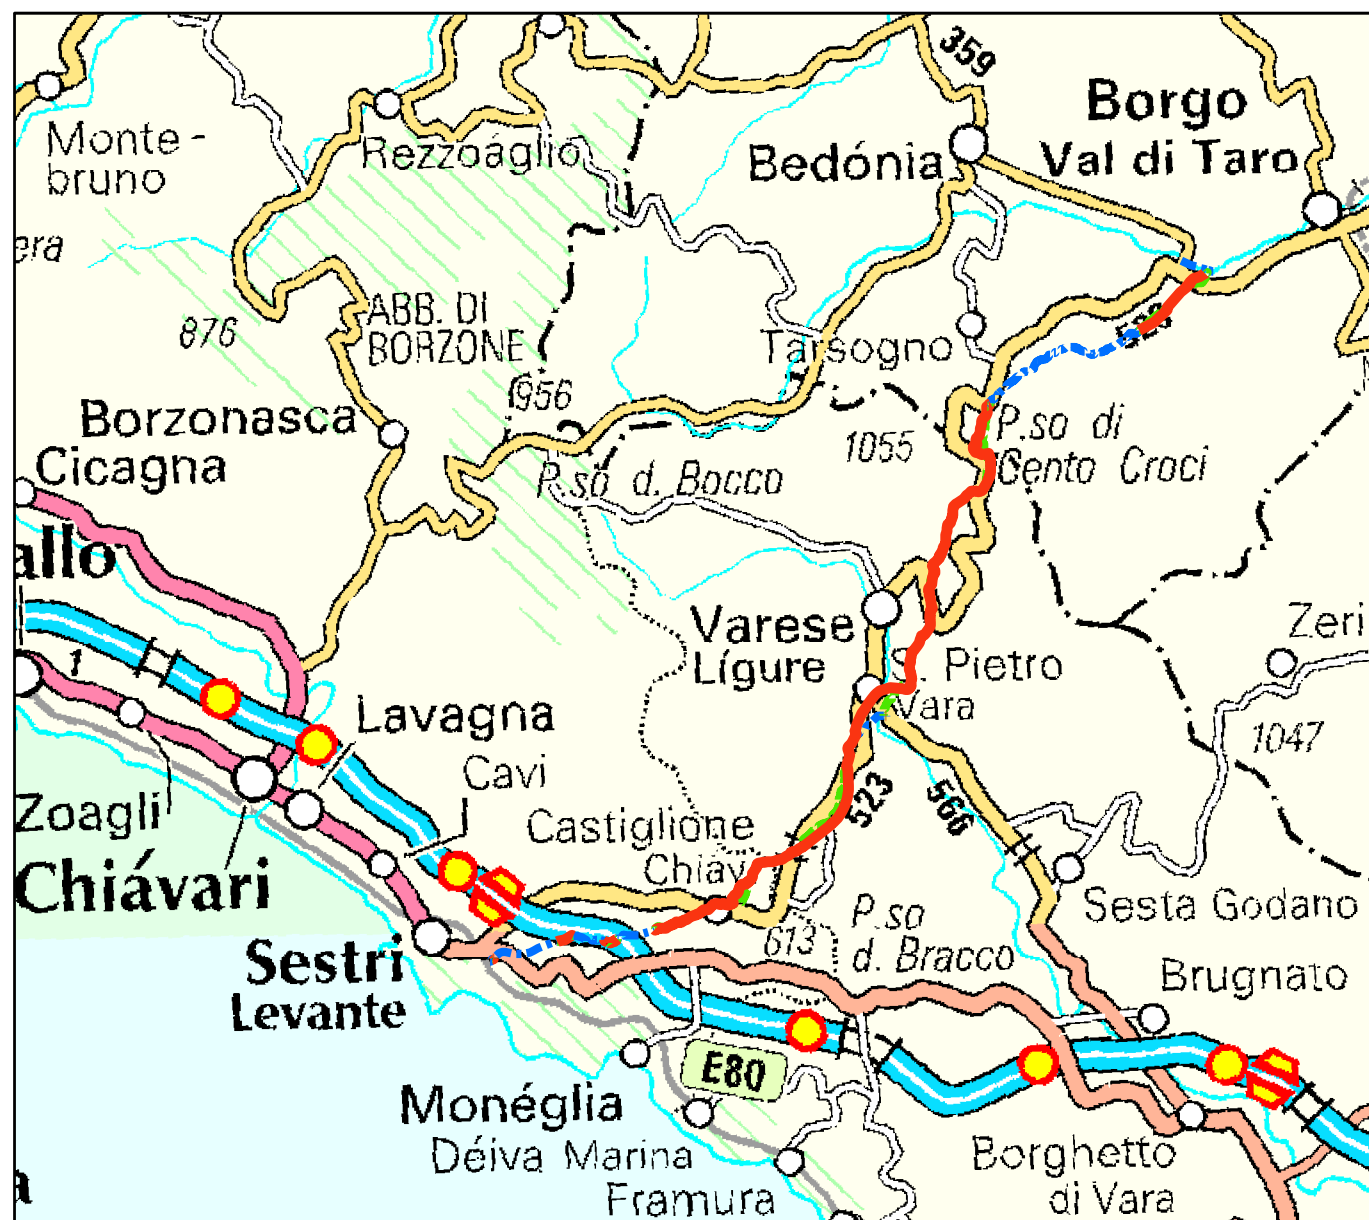 359
Borgo
Val di Taro
Monte-
bruno
Rezzoáglio
Bedónia
era
876
ABB. DI
BORZONE
Tarsogno
956
Borzonasca
1055
P.so di
Cento Croci
Cicagna
P.so d. Bocco
allo
Varese
Lígure
Zeri
1
S. Pietro
Vara
Lavagna
1047
Cavi
523
566
Zoagli
Castiglione
Chiáv.
Chiávari
Sesta Godano
P.so
d. Bracco
613
Sestri
Levante
Brugnato
E80
Monéglia
Déiva Marina
Framura
Borghetto
di Vara